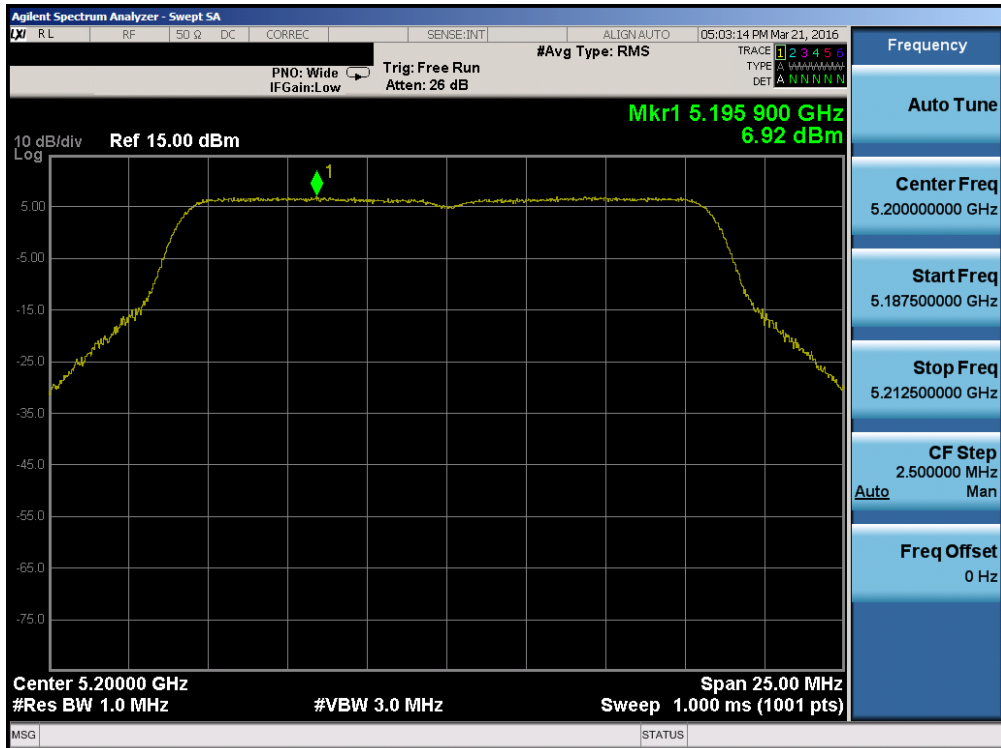 Agilent Spectrum Analyzer - Swept SA
LXI RL RF 50 Ω DC CORREC SENSE:INT ALIGN AUTO 05:03:14 PM Mar 21, 2016
#Avg Type: RMS
TRACE 1 2 3 4 5 6
TYPE A
DET A N N N N N
PNO: Wide
IFGain:Low
Trig: Free Run
Atten: 26 dB
Mkr1 5.195 900 GHz
6.92 dBm
10 dB/div Ref 15.00 dBm
Log
1
5.00
-5.00
-15.0
-25.0
-35.0
-45.0
-55.0
-65.0
-75.0
Center 5.20000 GHz Span 25.00 MHz
#Res BW 1.0 MHz #VBW 3.0 MHz Sweep 1.000 ms (1001 pts)
MSG STATUS
Frequency
Auto Tune
Center Freq
5.200000000 GHz
Start Freq
5.187500000 GHz
Stop Freq
5.212500000 GHz
CF Step
2.500000 MHz
Auto Man
Freq Offset
0 Hz